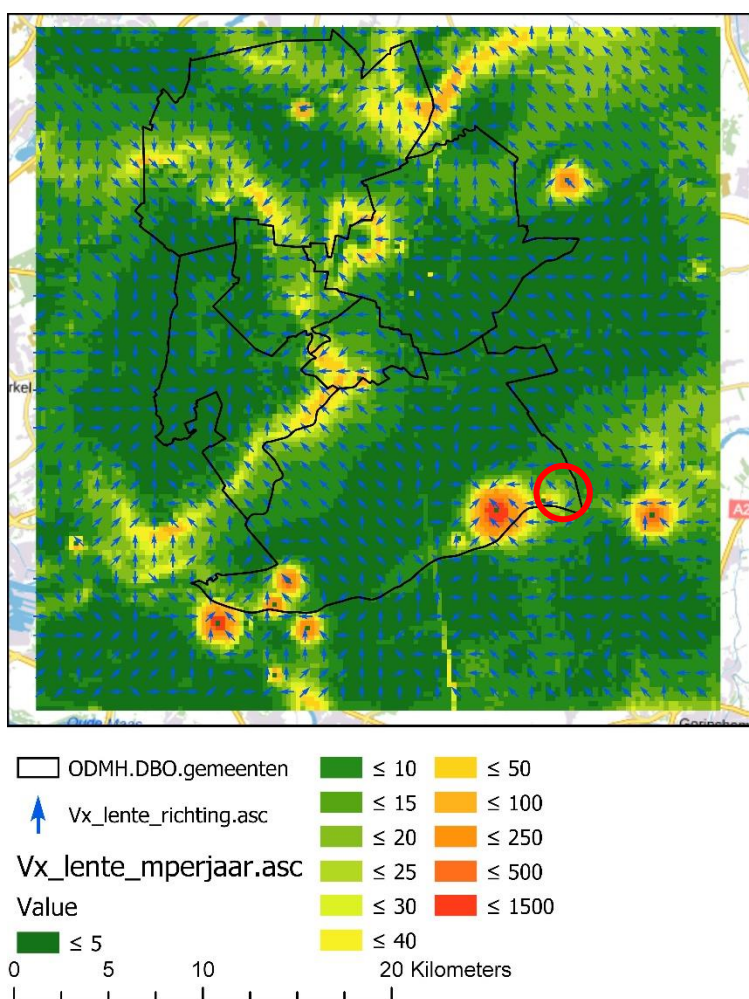 rkel
A2
Oude Maas
Gorinchem
ODMH.DBO.gemeenten
Vx_lente_richting.asc
Vx_lente_mperjaar.asc
Value
≤ 5
≤ 10
≤ 15
≤ 20
≤ 25
≤ 30
≤ 40
≤ 50
≤ 100
≤ 250
≤ 500
≤ 1500
0 5 10 20 Kilometers